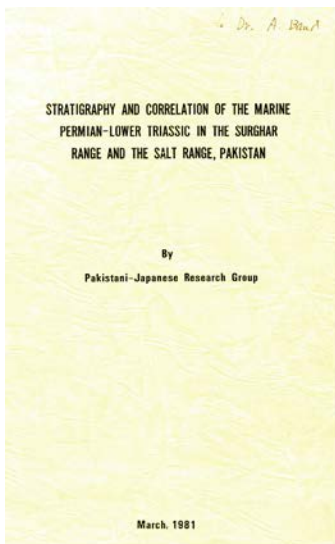 Dr. A.
STRATIGRAPHY AND CORRELATION OF THE MARINE
PERMIAN-LOWER TRIASSIC IN THE SURGHAR
RANGE AND THE SALT RANGE, PAKISTAN
By
Pakistani-Japanese Research Group
March, 1981